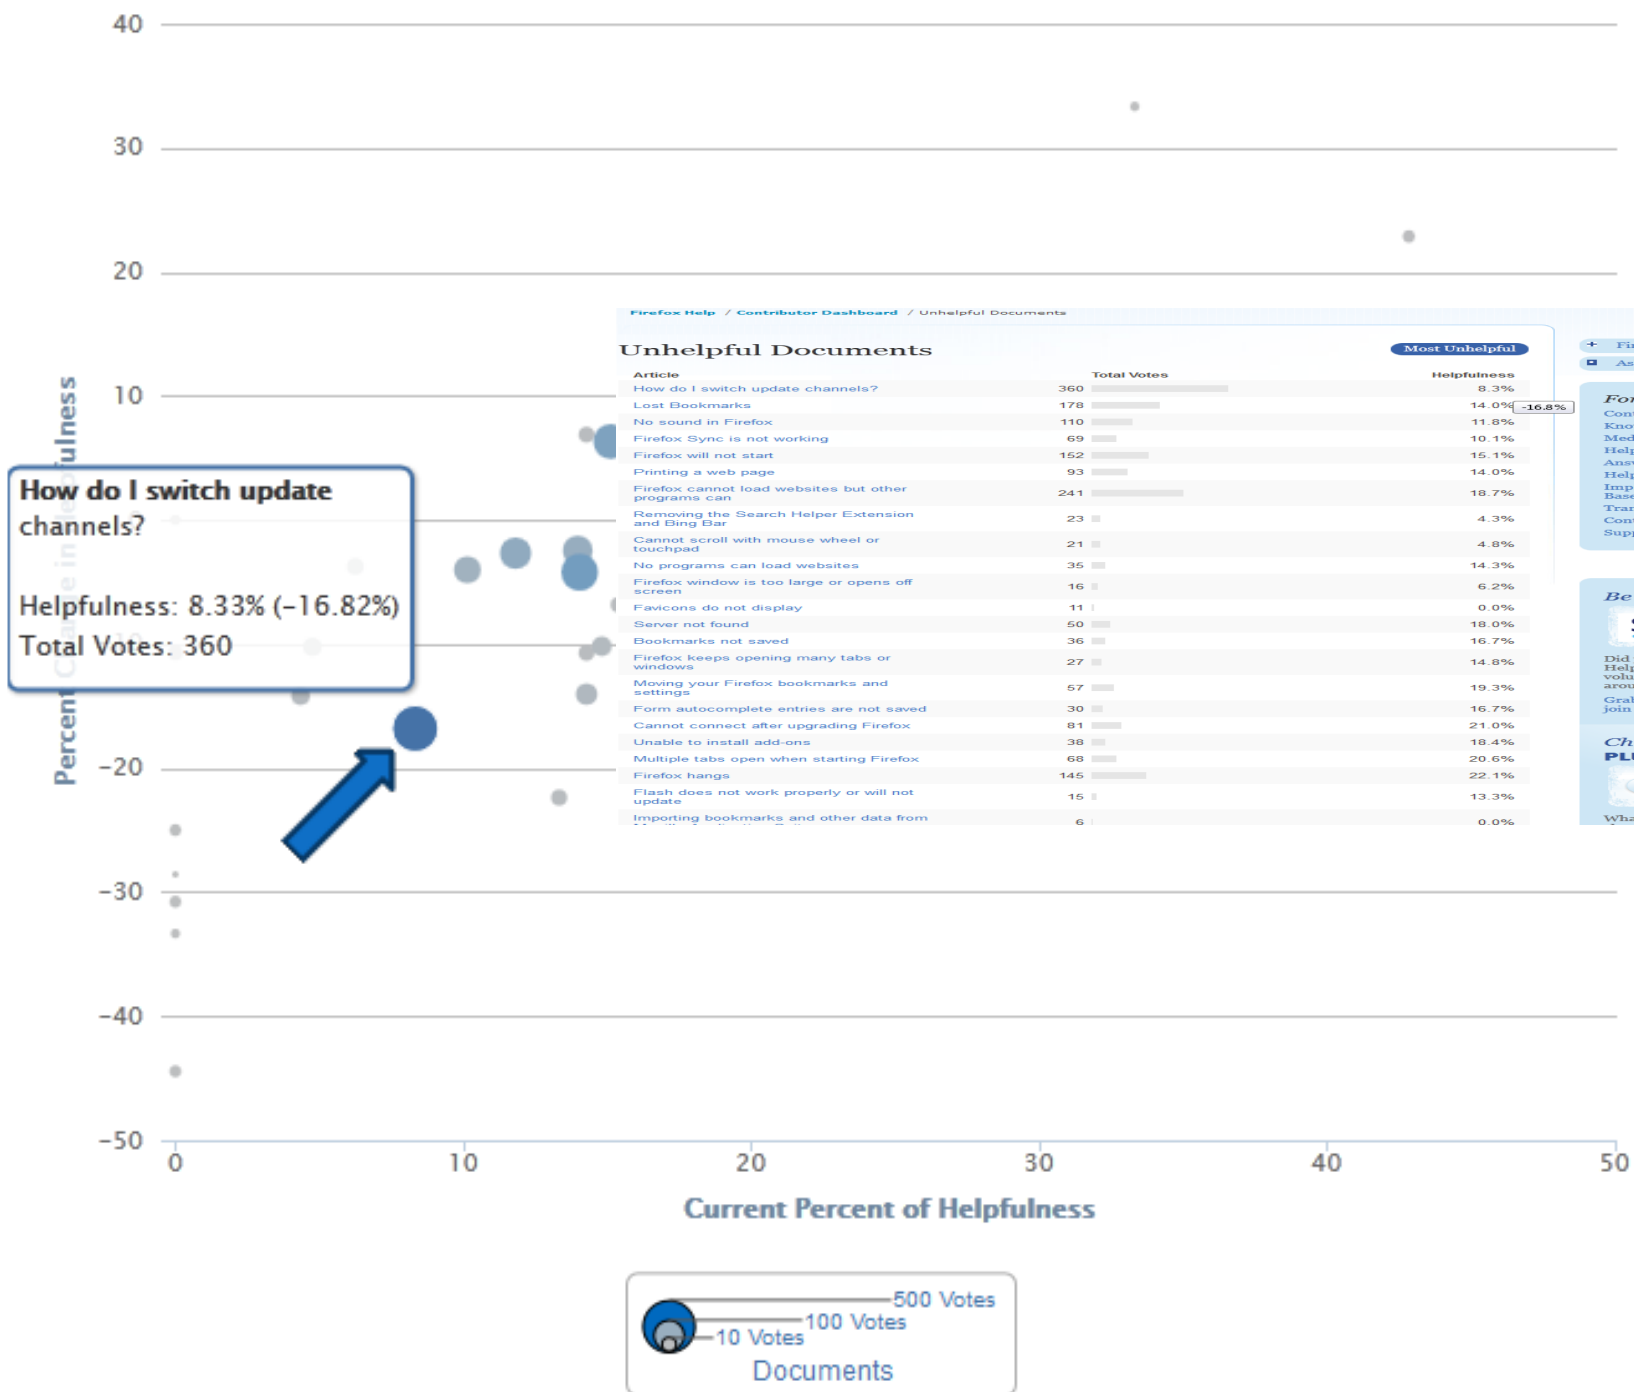 40
30
20
10
-20
-30
-40
-50
0
10
20
30
40
50
Current Percent of Helpfulness
How do I switch update
channels?
Helpfulness: 8.33% (-16.82%)
Total Votes: 360
Firefox Help / Contributor Dashboard / Unhelpful Documents
Unhelpful Documents
Most Unhelpful
Article Total Votes Helpfulness
How do I switch update channels? 360 8.3%
Lost Bookmarks 178 14.0%
-16.8%
No sound in Firefox 110 11.8%
Firefox Sync is not working 69 10.1%
Firefox will not start 152 15.1%
Printing a web page 93 14.0%
Firefox cannot load websites but other
programs can 241 18.7%
Removing the Search Helper Extension
and Bing Bar 23 4.3%
Cannot scroll with mouse wheel or
touchpad 21 4.8%
No programs can load websites 35 14.3%
Firefox window is too large or opens off
screen 16 6.2%
Favicons do not display 11 0.0%
Server not found 50 18.0%
Bookmarks not saved 36 16.7%
Firefox keeps opening many tabs or
windows 27 14.8%
Moving your Firefox bookmarks and
settings 57 19.3%
Form autocomplete entries are not saved 30 16.7%
Cannot connect after upgrading Firefox 81 21.0%
Unable to install add-ons 38 18.4%
Multiple tabs open when starting Firefox 68 20.6%
Firefox hangs 145 22.1%
Flash does not work properly or will not
update 15 13.3%
Importing bookmarks and other data from
6 0.0%
500 Votes
100 Votes
10 Votes
Documents